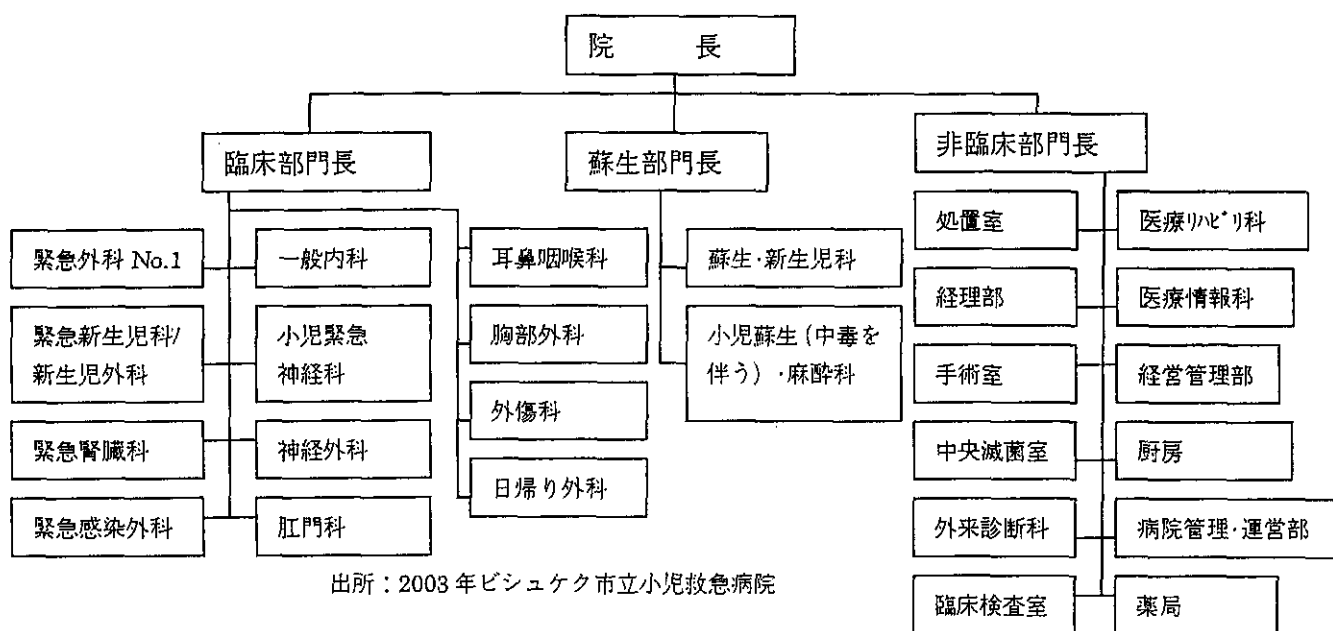 院 長
臨床部門長
蘇生部門長
非臨床部門長
緊急外科 No.1
一般内科
緊急新生児科/
新生児外科
小児緊急
神経科
緊急腎臓科
神経外科
緊急感染外科
肛門科
耳鼻咽喉科
胸部外科
外傷科
日帰り外科
蘇生・新生児科
小児蘇生(中毒を
伴う)・麻酔科
処置室
医療リハビリ科
経理部
医療情報科
手術室
経営管理部
中央滅菌室
厨房
外来診断科
病院管理・運営部
臨床検査室
薬局
出所:2003年ビシュケク市立小児救急病院